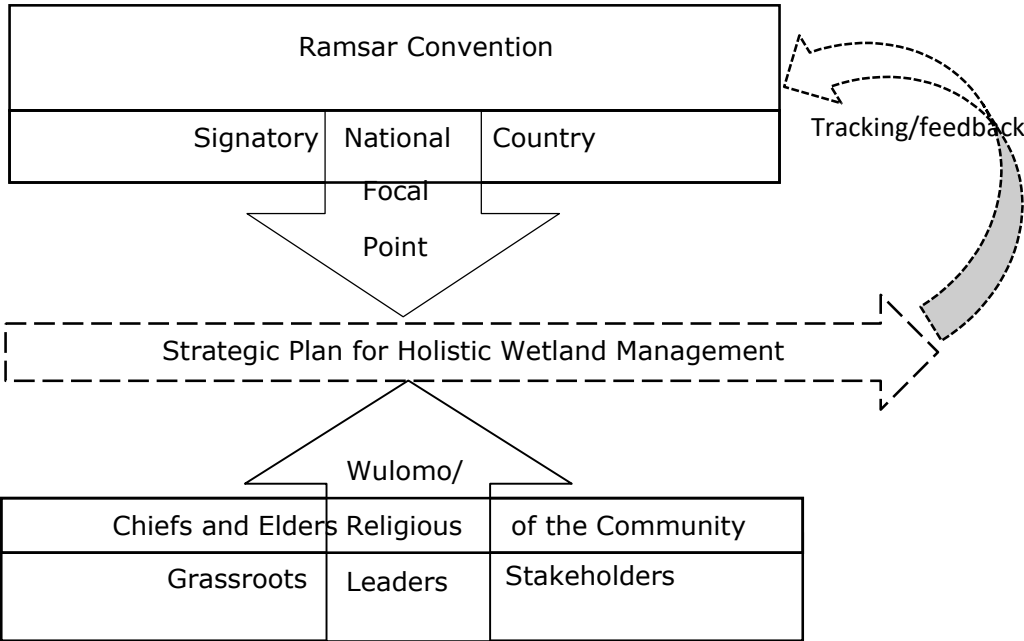 Ramsar Convention
Tracking/feedback
Signatory National Country
Focal
Point
Strategic Plan for Holistic Wetland Management
Wulomo/
Chiefs and Elders Religious of the Community
Grassroots Leaders Stakeholders